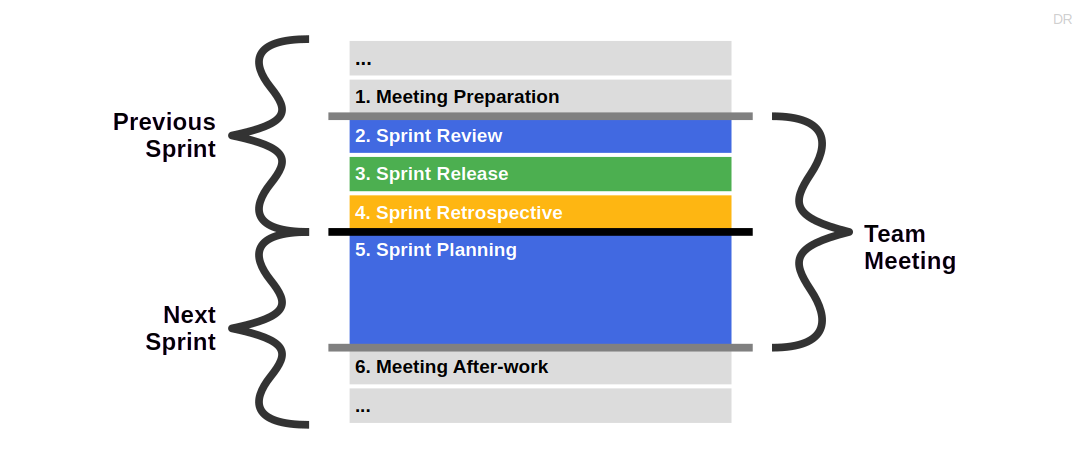 DR
...
1. Meeting Preparation
Previous
Sprint
2. Sprint Review
3. Sprint Release
4. Sprint Retrospective
Team
Meeting
5. Sprint Planning
Next
Sprint
6. Meeting After-work
...